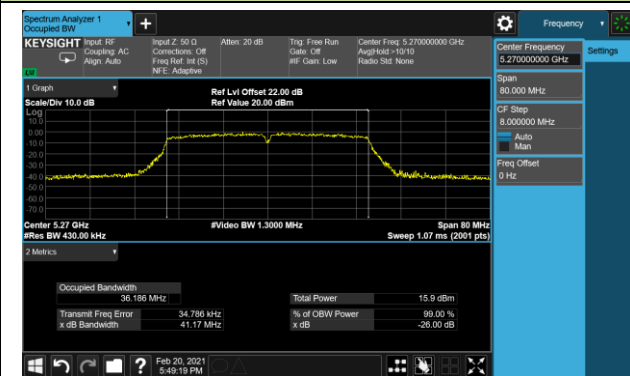 Spectrum Analyzer 1
Occupied BW
Frequency
KEYSIGHT
Input: RF
Coupling: AC
Align: Auto
Input Z: 50 Ω
Corrections: Off
Freq Ref: Int (S)
NFE: Adaptive
Atten: 20 dB
Trig: Free Run
Gate: Off
#IF Gain: Low
Center Freq: 5.270000000 GHz
Avg|Hold:>10/10
Radio Std: None
Center Frequency
5.270000000 GHz
Settings
Span
80.000 MHz
CF Step
8.000000 MHz
Auto
Man
Freq Offset
0 Hz
1 Graph
Scale/Div 10.0 dB
Ref Lvl Offset 22.00 dB
Ref Value 20.00 dBm
Log
10.0
0.00
-10.0
-20.0
-30.0
-40.0
-50.0
-60.0
-70.0
Center 5.27 GHz
#Res BW 430.00 kHz
#Video BW 1.3000 MHz
Span 80 MHz
Sweep 1.07 ms (2001 pts)
2 Metrics
Occupied Bandwidth
36.186 MHz
Total Power 15.9 dBm
Transmit Freq Error 34.786 kHz
% of OBW Power 99.00 %
x dB Bandwidth 41.17 MHz
x dB -26.00 dB
?
Feb 20, 2021
5:49:19 PM